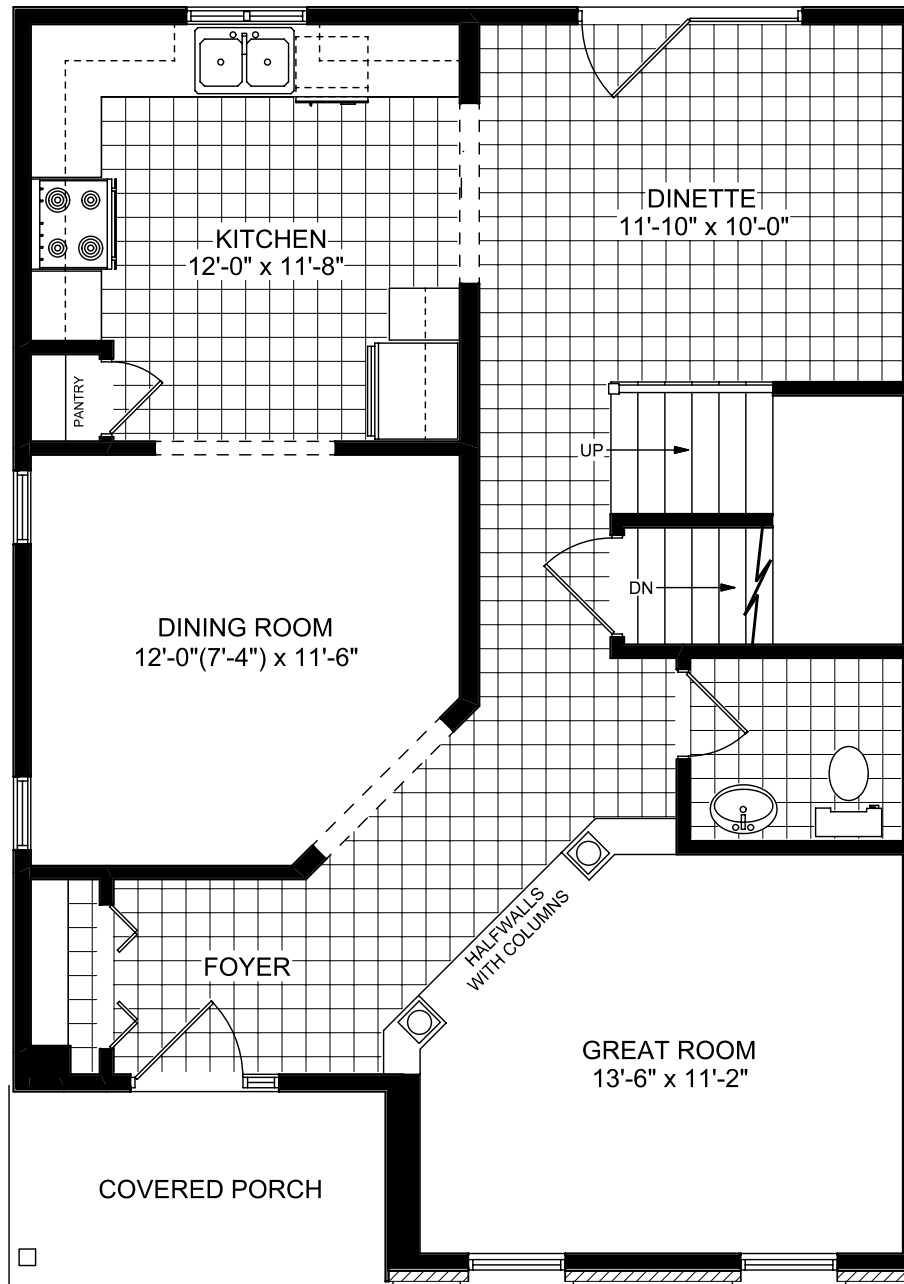 DINETTE
11'-10" x 10'-0"
KITCHEN
12'-0" x 11'-8"
PANTRY
UP
DN
DINING ROOM
12'-0"(7'-4") x 11'-6"
HALFWALLS
WITH COLUMNS
FOYER
GREAT ROOM
13'-6" x 11'-2"
COVERED PORCH